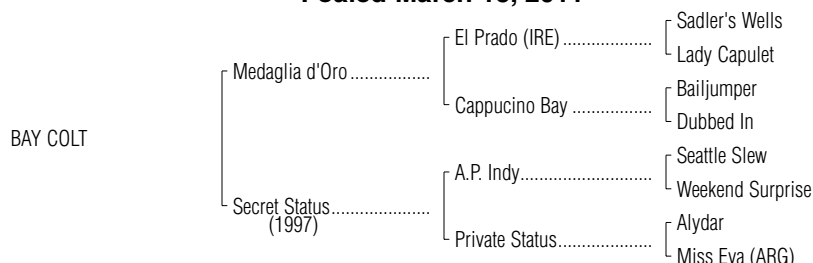 Foaled March 16, 2011
Sadler's Wells
El Prado (IRE)
Lady Capulet
Medaglia d'Oro
Bailjumper
Cappucino Bay
Dubbed In
BAY COLT
Seattle Slew
A.P. Indy
Weekend Surprise
Secret Status
(1997)
Alydar
Private Status
Miss Eva (ARG)